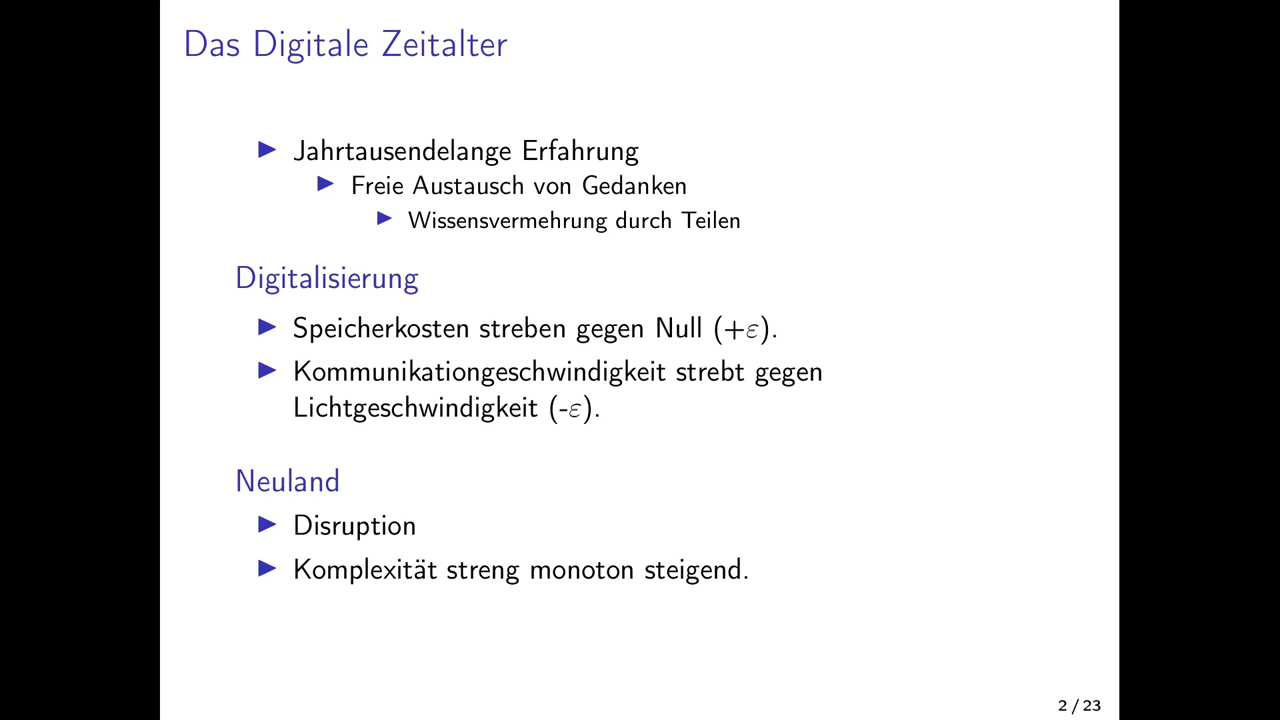 Das Digitale Zeitalter
▶ Jahrtausendelange Erfahrung
▶ Freie Austausch von Gedanken
▶ Wissensvermehrung durch Teilen
Digitalisierung
▶ Speicherkosten streben gegen Null (+ε).
▶ Kommunikationgeschwindigkeit strebt gegen
Lichtgeschwindigkeit (-ε).
Neuland
▶ Disruption
▶ Komplexität streng monoton steigend.
2 / 23